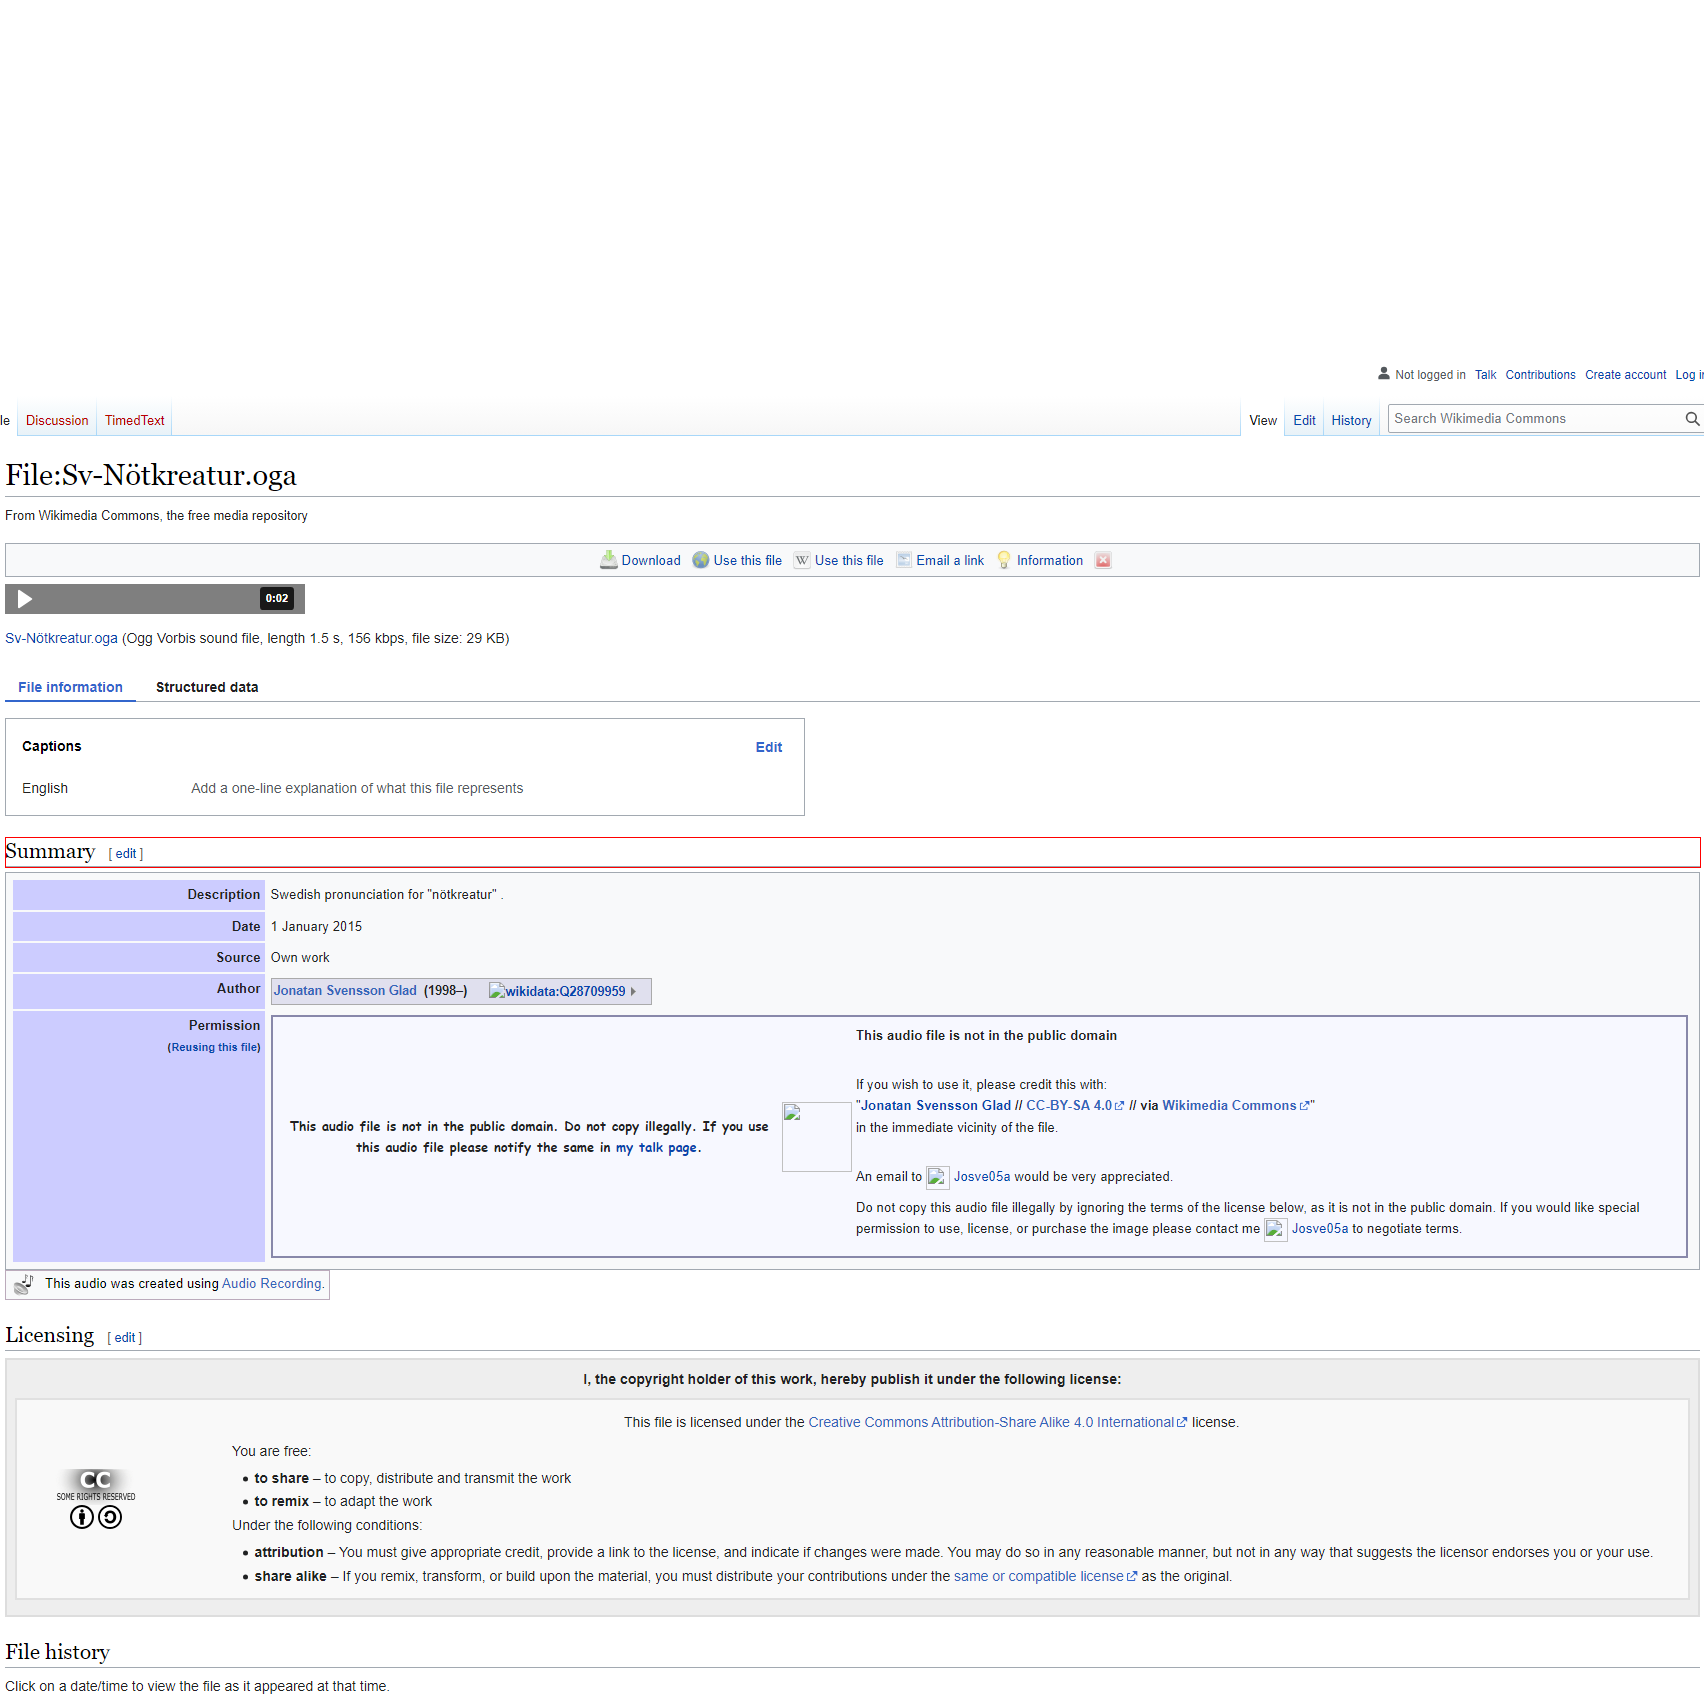 Not logged in Talk Contributions Create account Log in
le Discussion TimedText View Edit History Search Wikimedia Commons
File:Sv-Nötkreatur.oga
From Wikimedia Commons, the free media repository
Download Use this file W Use this file Email a link Information
0:02
Sv-Nötkreatur.oga (Ogg Vorbis sound file, length 1.5 s, 156 kbps, file size: 29 KB)
File information Structured data
Captions Edit
English Add a one-line explanation of what this file represents
Summary [ edit ]
Description Swedish pronunciation for "nötkreatur" .
Date 1 January 2015
Source Own work
Author Jonatan Svensson Glad (1998–) wikidata:Q28709959
Permission
(Reusing this file)
This audio file is not in the public domain. Do not copy illegally. If you use
this audio file please notify the same in my talk page.
This audio file is not in the public domain
If you wish to use it, please credit this with:
"Jonatan Svensson Glad // CC-BY-SA 4.0 // via Wikimedia Commons"
in the immediate vicinity of the file.
An email to Josve05a would be very appreciated.
Do not copy this audio file illegally by ignoring the terms of the license below, as it is not in the public domain. If you would like special
permission to use, license, or purchase the image please contact me Josve05a to negotiate terms.
This audio was created using Audio Recording.
Licensing [ edit ]
I, the copyright holder of this work, hereby publish it under the following license:
This file is licensed under the Creative Commons Attribution-Share Alike 4.0 International license.
CC
SOME RIGHTS RESERVED
You are free:
• to share – to copy, distribute and transmit the work
• to remix – to adapt the work
Under the following conditions:
• attribution – You must give appropriate credit, provide a link to the license, and indicate if changes were made. You may do so in any reasonable manner, but not in any way that suggests the licensor endorses you or your use.
• share alike – If you remix, transform, or build upon the material, you must distribute your contributions under the same or compatible license as the original.
File history
Click on a date/time to view the file as it appeared at that time.